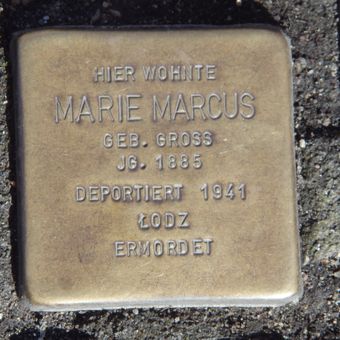 HIER WOHNTE
MARIE MARCUS
GEB. GROSS
JG. 1885
DEPORTIERT 1941
ŁODZ
ERMORDET